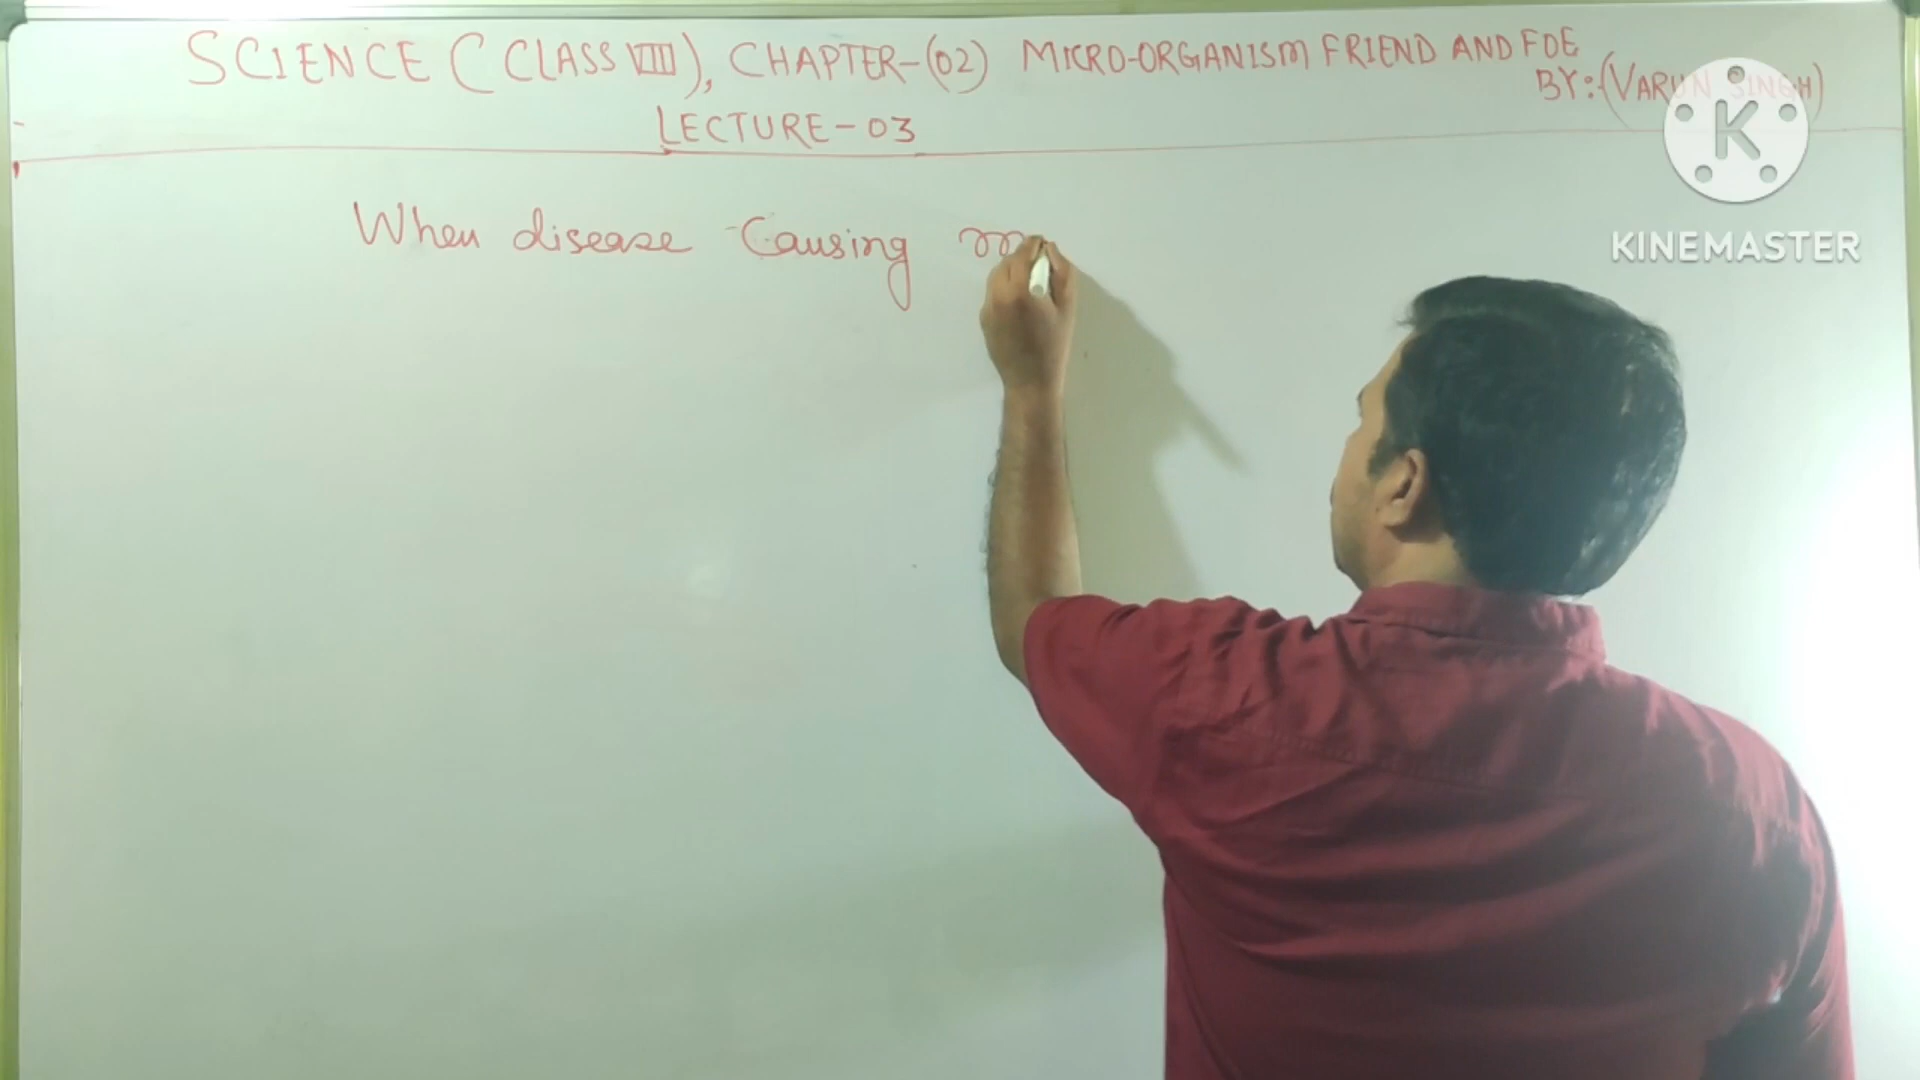 SCIENCE (CLASS VIII), CHAPTER-(02) MICRO-ORGANISM FRIEND AND FOE
BY:-(VARUN SINGH)
LECTURE-03
When disease Causing
K
KINEMASTER